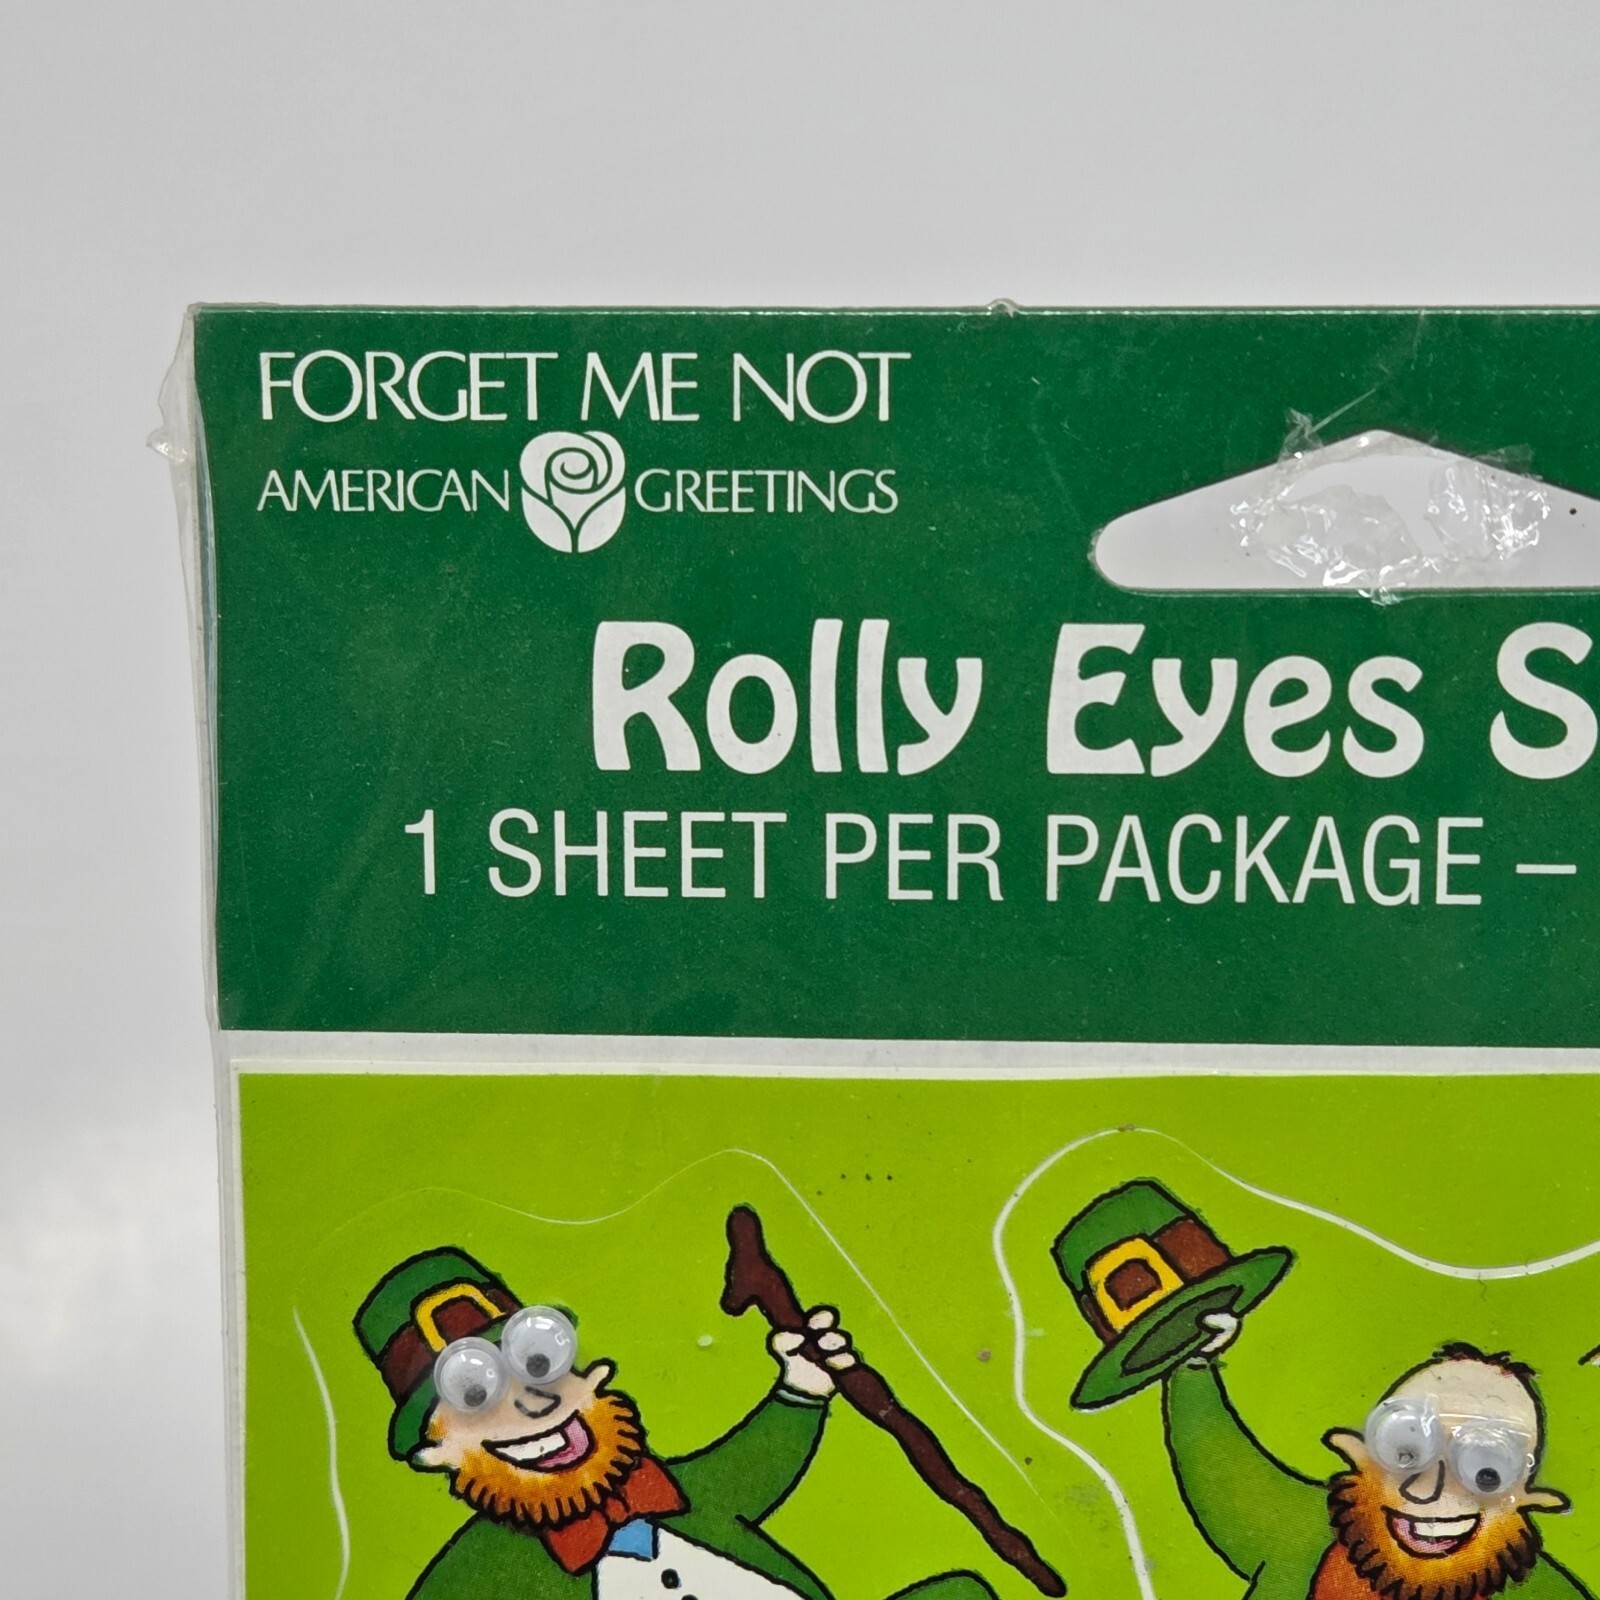 FORGET ME NOT
AMERICAN GREETINGS
Rolly Eyes S
1 SHEET PER PACKAGE –